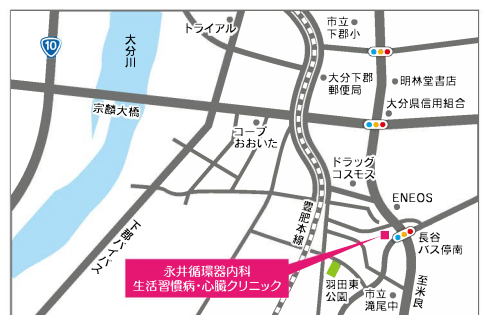 10
大分川
トライアル
市立
下郡小
大分下郡
郵便局
明林堂書店
大分県信用組合
宗麟大橋
コープ
おおいた
ドラッグ
コスモス
ENEOS
下郡バイパス
豊肥本線
長谷
バス停南
永井循環器内科
生活習慣病・心臓クリニック
羽田東
公園
市立
滝尾中
至米良